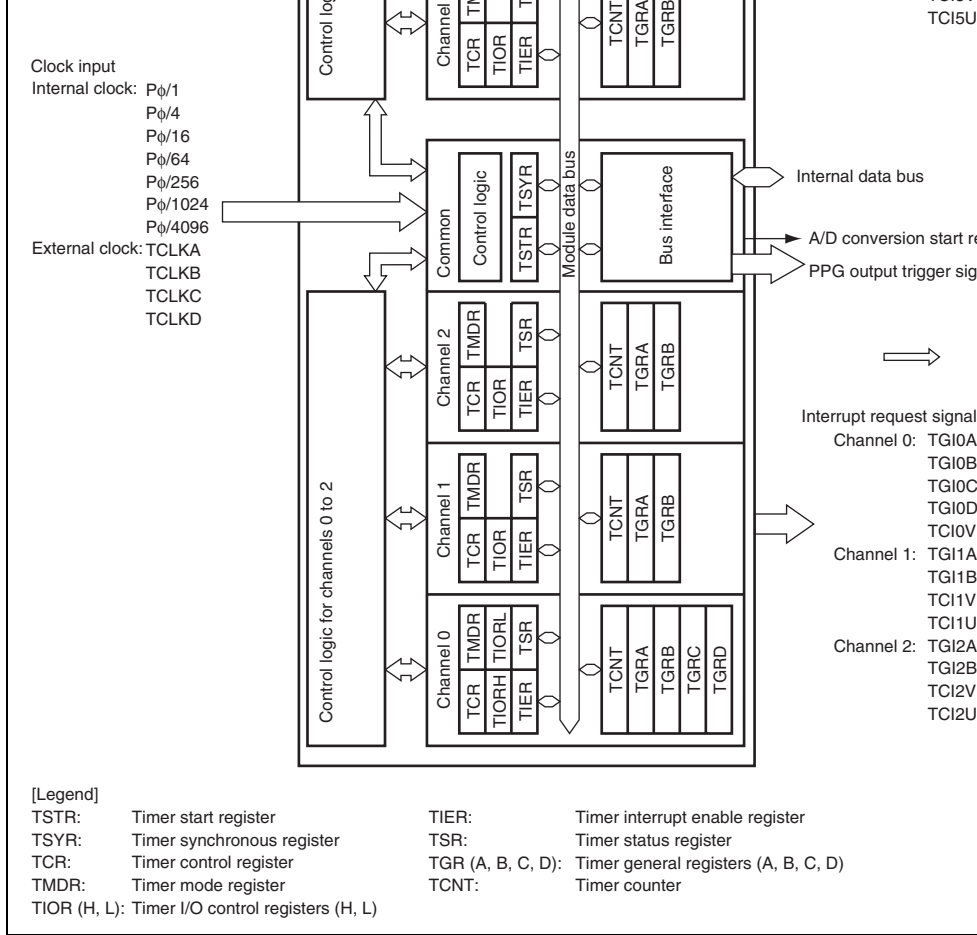 Control
Channel
TCR
TIOR
TIER
TCNT
TGRA
TGRB
TCI5U
Clock input
Internal clock: Pϕ/1
Pϕ/4
Pϕ/16
Pϕ/64
Pϕ/256
Pϕ/1024
Pϕ/4096
External clock: TCLKA
TCLKB
TCLKC
TCLKD
Common
Control logic
TSTR TSYR
Module data bus
Bus interface
Internal data bus
A/D conversion start
PPG output trigger
Control logic for channels 0 to 2
Channel 2
TCR TMDR
TIOR
TIER TSR
TCNT
TGRA
TGRB
Channel 1
TCR TMDR
TIOR
TIER TSR
TCNT
TGRA
TGRB
Channel 0
TCR TMDR
TIORH TIORL
TIER TSR
TCNT
TGRA
TGRB
TGRC
TGRD
Interrupt request signal
Channel 0: TGI0A
TGI0B
TGI0C
TGI0D
TCI0V
Channel 1: TGI1A
TGI1B
TCI1V
TCI1U
Channel 2: TGI2A
TGI2B
TCI2V
TCI2U
[Legend]
TSTR: Timer start register
TSYR: Timer synchronous register
TCR: Timer control register
TMDR: Timer mode register
TIOR (H, L): Timer I/O control registers (H, L)
TIER: Timer interrupt enable register
TSR: Timer status register
TGR (A, B, C, D): Timer general registers (A, B, C, D)
TCNT: Timer counter